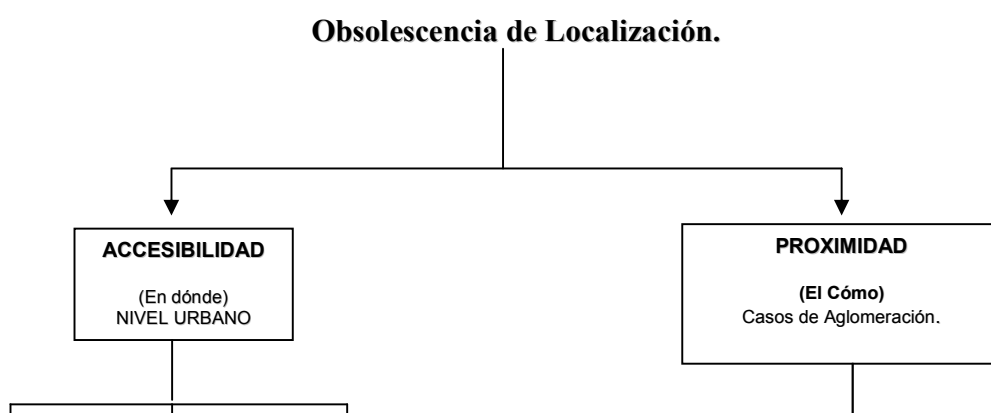 Obsolescencia de Localización.
ACCESIBILIDAD
(En dónde)
NIVEL URBANO
PROXIMIDAD
(El Cómo)
Casos de Aglomeración.